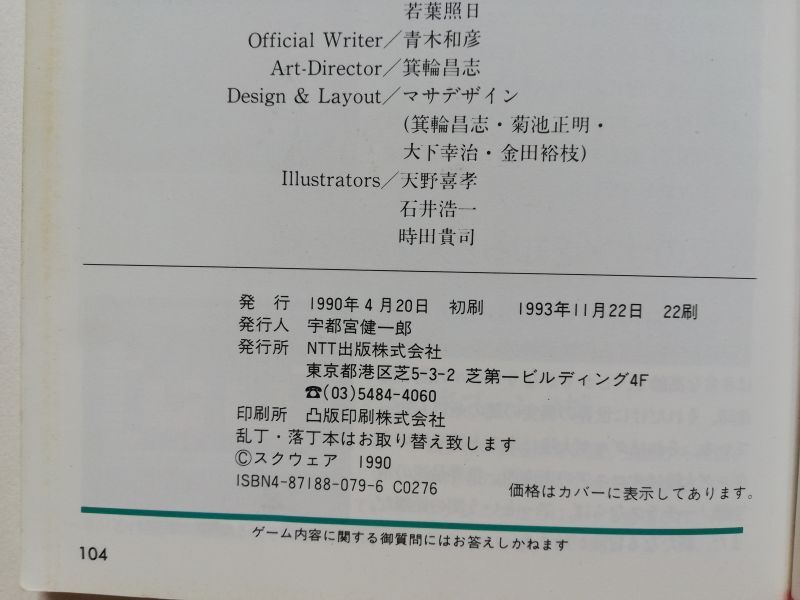 若葉照日
Official Writer／青木和彦
Art-Director／箕輪昌志
Design & Layout／マサデザイン
(箕輪昌志・菊池正明・
大下幸治・金田裕枝)
Illustrators／天野喜孝
石井浩一
時田貴司
発 行 1990年4月20日 初刷 1993年11月22日 22刷
発行人 宇都宮健一郎
発行所 NTT出版株式会社
東京都港区芝5-3-2 芝第一ビルディング4F
☎(03)5484-4060
印刷所 凸版印刷株式会社
乱丁・落丁本はお取り替え致します
©スクウェア 1990
ISBN4-87188-079-6 C0276 価格はカバーに表示してあります。
ゲーム内容に関する御質問にはお答えしかねます
104